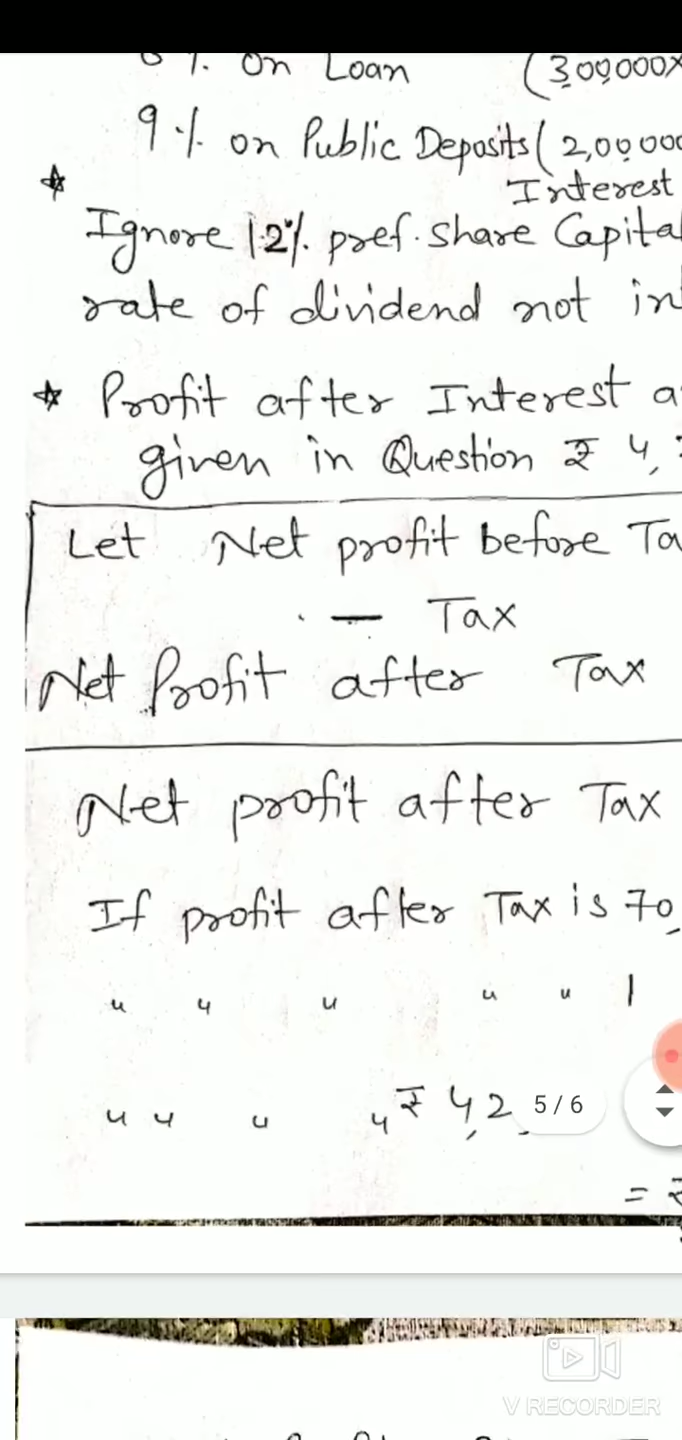 % On Loan (3,00,000×
9 % on Public Deposits (2,00,000
Interest
Ignore 12% pref. Share Capital
rate of dividend not in
* Profit after Interest a
given in Question ₹ 4,
Let Net profit before Ta
— Tax
Net Profit after Tax
Net profit after Tax
If profit after Tax is 70,
" " " " " 1
" " " " ₹ 4,2
5 / 6
= ₹
V RECORDER